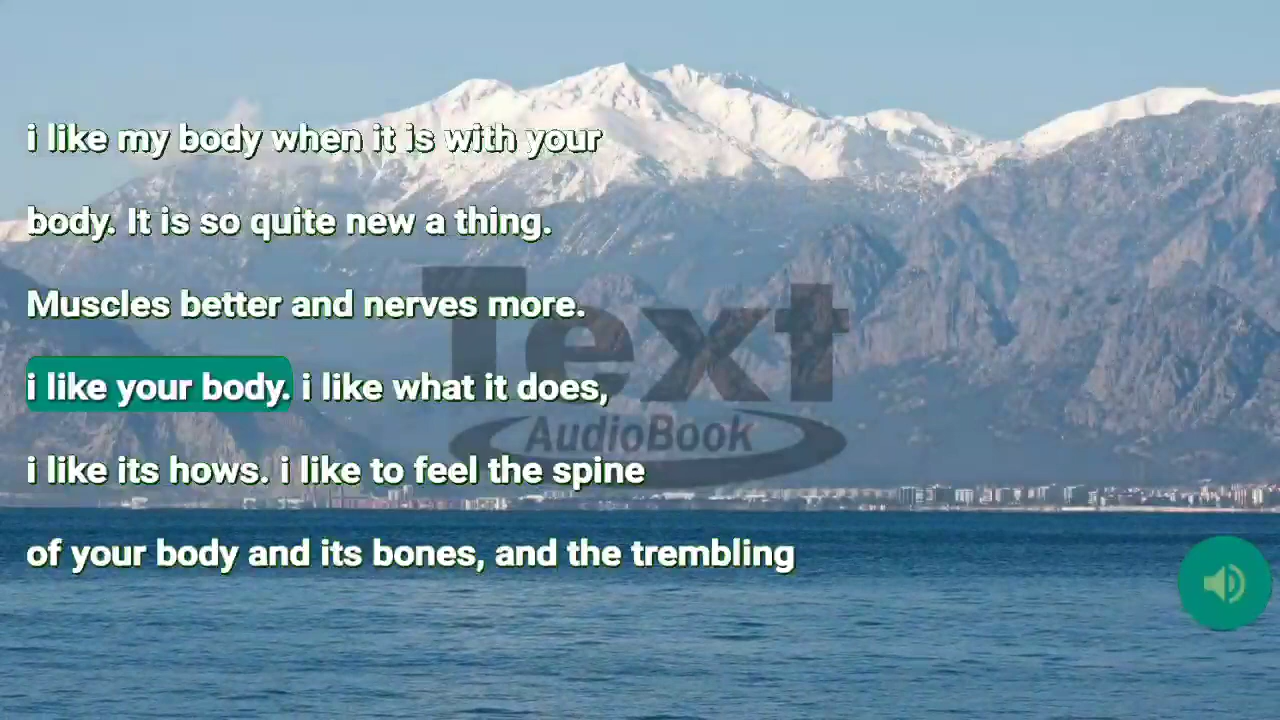 i like my body when it is with your
body. It is so quite new a thing.
Muscles better and nerves more.
i like your body. i like what it does,
i like its hows. i like to feel the spine
of your body and its bones, and the trembling
Text
AudioBook